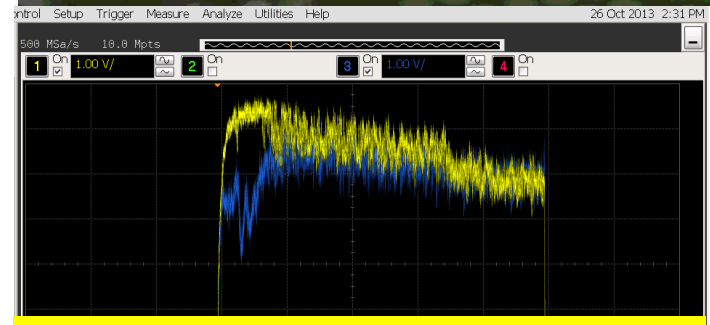 ontrol Setup Trigger Measure Analyze Utilities Help 26 Oct 2013 2:31 PM
500 MSa/s 10.0 Mpts
1 On 1.00 V/ 2 On 3 On 1.00 V/ 4 On